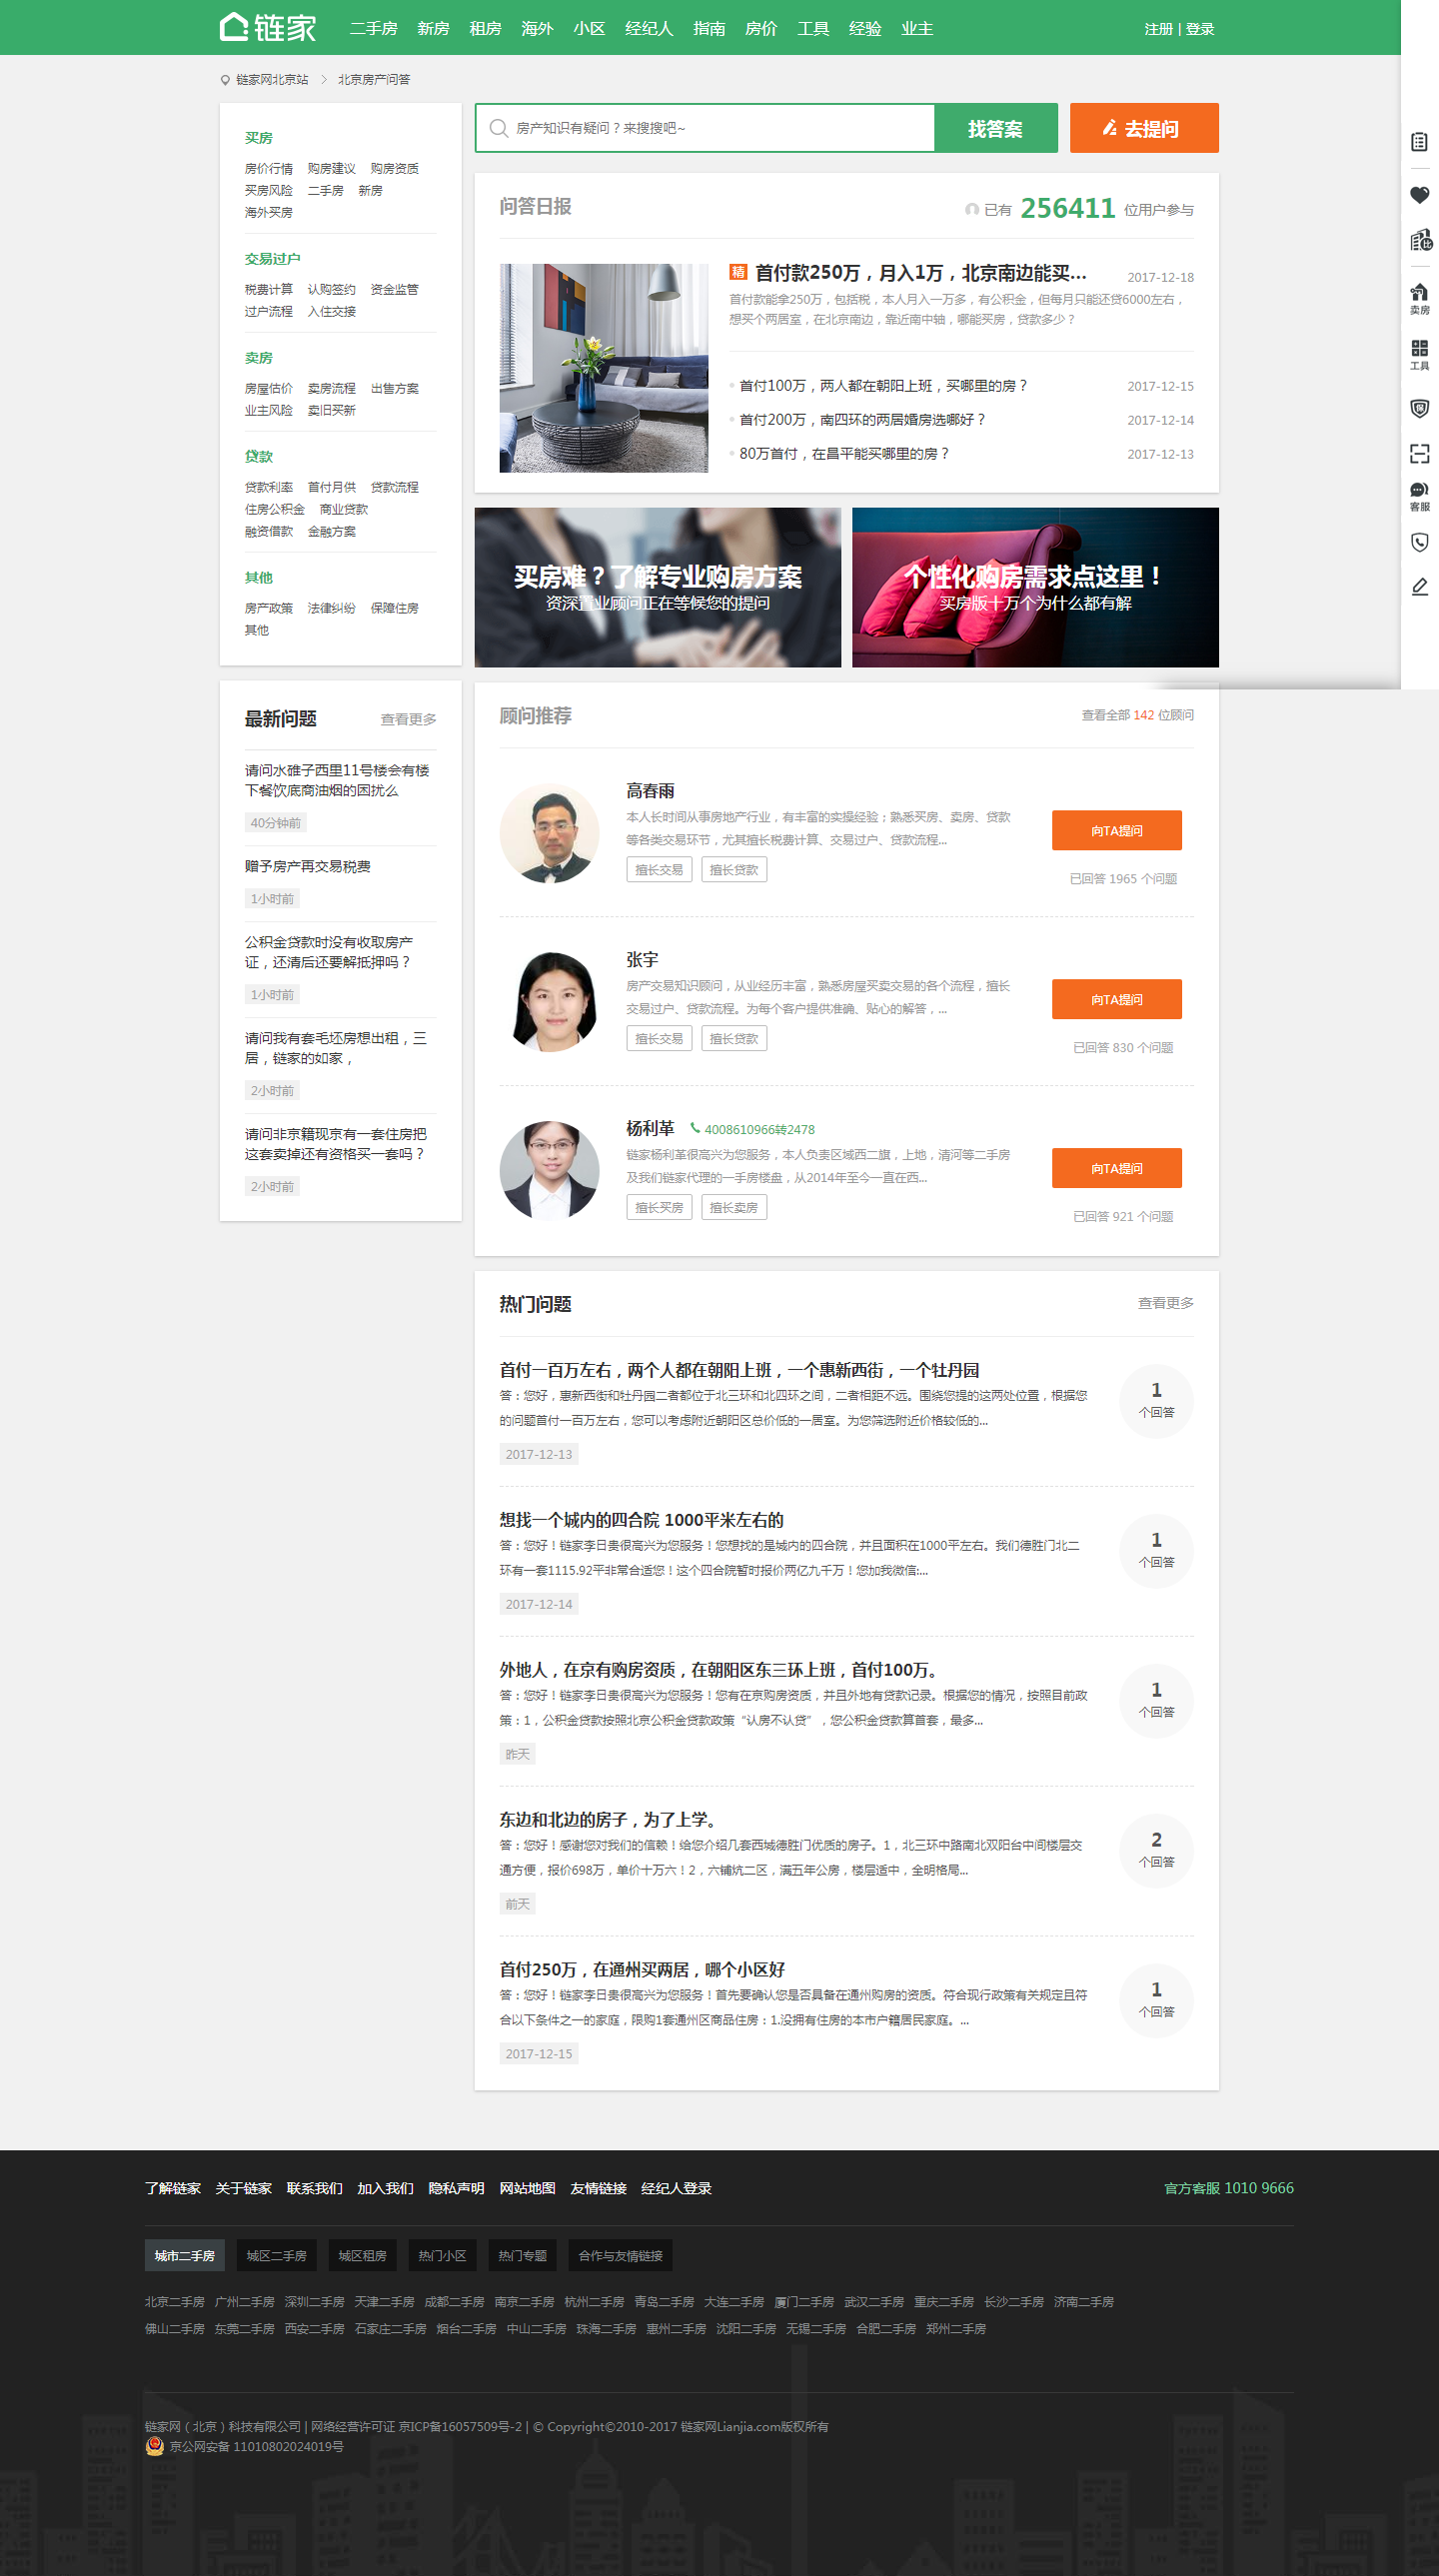 链家
二手房 新房 租房 海外 小区 经纪人 指南 房价 工具 经验 业主
注册 | 登录
链家网北京站 > 北京房产问答
买房
房价行情 购房建议 购房资质
买房风险 二手房 新房
海外买房
交易过户
税费计算 认购签约 资金监管
过户流程 入住交接
卖房
房屋估价 卖房流程 出售方案
业主风险 卖旧买新
贷款
贷款利率 首付月供 贷款流程
住房公积金 商业贷款
融资借款 金融方案
其他
房产政策 法律纠纷 保障住房
其他
最新问题 查看更多
请问水碓子西里11号楼会有楼
下餐饮底商油烟的困扰么
40分钟前
赠予房产再交易税费
1小时前
公积金贷款时没有收取房产
证，还清后还要解抵押吗？
1小时前
请问我有套毛坯房想出租，三
居，链家的如家，
2小时前
请问非京籍现京有一套住房把
这套卖掉还有资格买一套吗？
2小时前
房产知识有疑问？来搜搜吧~
找答案
去提问
问答日报
已有 256411 位用户参与
精 首付款250万，月入1万，北京南边能买... 2017-12-18
首付款能拿250万，包括税，本人月入一万多，有公积金，但每月只能还贷6000左右，
想买个两居室，在北京南边，靠近南中轴，哪能买房，贷款多少？
首付100万，两人都在朝阳上班，买哪里的房？ 2017-12-15
首付200万，南四环的两居婚房选哪好？ 2017-12-14
80万首付，在昌平能买哪里的房？ 2017-12-13
买房难？了解专业购房方案
资深置业顾问正在等候您的提问
个性化购房需求点这里！
买房版十万个为什么都有解
顾问推荐 查看全部 142 位顾问
高春雨
本人长时间从事房地产行业，有丰富的实操经验；熟悉买房、卖房、贷款
等各类交易环节，尤其擅长税费计算、交易过户、贷款流程...
擅长交易 擅长贷款
向TA提问
已回答 1965 个问题
张宇
房产交易知识顾问，从业经历丰富，熟悉房屋买卖交易的各个流程，擅长
交易过户、贷款流程。为每个客户提供准确、贴心的解答，...
擅长交易 擅长贷款
向TA提问
已回答 830 个问题
杨利革 4008610966转2478
链家杨利革很高兴为您服务，本人负责区域西二旗，上地，清河等二手房
及我们链家代理的一手房楼盘，从2014年至今一直在西...
擅长买房 擅长卖房
向TA提问
已回答 921 个问题
热门问题 查看更多
首付一百万左右，两个人都在朝阳上班，一个惠新西街，一个牡丹园
答：您好，惠新西街和牡丹园二者都位于北三环和北四环之间，二者相距不远。围绕您提的这两处位置，根据您
的问题首付一百万左右，您可以考虑附近朝阳区总价低的一居室。为您筛选附近价格较低的...
2017-12-13
1
个回答
想找一个城内的四合院 1000平米左右的
答：您好！链家李日贵很高兴为您服务！您想找的是城内的四合院，并且面积在1000平左右。我们德胜门北二
环有一套1115.92平非常合适您！这个四合院暂时报价两亿九千万！您加我微信:...
2017-12-14
1
个回答
外地人，在京有购房资质，在朝阳区东三环上班，首付100万。
答：您好！链家李日贵很高兴为您服务！您有在京购房资质，并且外地有贷款记录。根据您的情况，按照目前政
策：1，公积金贷款按照北京公积金贷款政策“认房不认贷”，您公积金贷款算首套，最多...
昨天
1
个回答
东边和北边的房子，为了上学。
答：您好！感谢您对我们的信赖！给您介绍几套西城德胜门优质的房子。1，北三环中路南北双阳台中间楼层交
通方便，报价698万，单价十万六！2，六铺炕二区，满五年公房，楼层适中，全明格局...
前天
2
个回答
首付250万，在通州买两居，哪个小区好
答：您好！链家李日贵很高兴为您服务！首先要确认您是否具备在通州购房的资质。符合现行政策有关规定且符
合以下条件之一的家庭，限购1套通州区商品住房：1.没拥有住房的本市户籍居民家庭。...
2017-12-15
1
个回答
卖房
工具
客服
了解链家 关于链家 联系我们 加入我们 隐私声明 网站地图 友情链接 经纪人登录
官方客服 1010 9666
城市二手房 城区二手房 城区租房 热门小区 热门专题 合作与友情链接
北京二手房 广州二手房 深圳二手房 天津二手房 成都二手房 南京二手房 杭州二手房 青岛二手房 大连二手房 厦门二手房 武汉二手房 重庆二手房 长沙二手房 济南二手房
佛山二手房 东莞二手房 西安二手房 石家庄二手房 烟台二手房 中山二手房 珠海二手房 惠州二手房 沈阳二手房 无锡二手房 合肥二手房 郑州二手房
链家网（北京）科技有限公司 | 网络经营许可证 京ICP备16057509号-2 | © Copyright©2010-2017 链家网Lianjia.com版权所有
京公网安备 11010802024019号